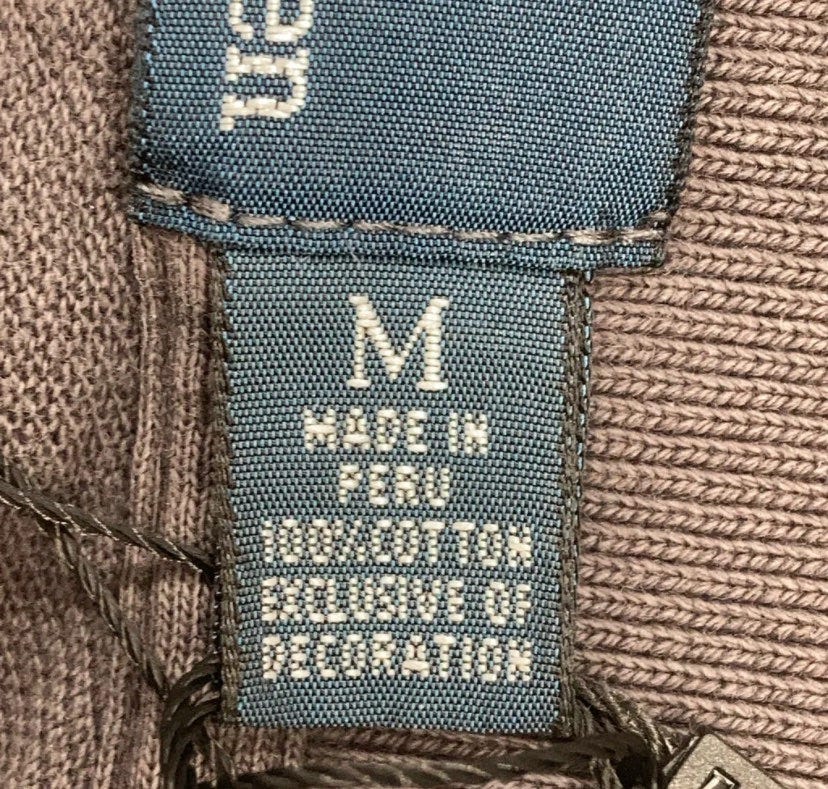 M
MADE IN
PERU
100%COTTON
EXCLUSIVE OF
DECORATION